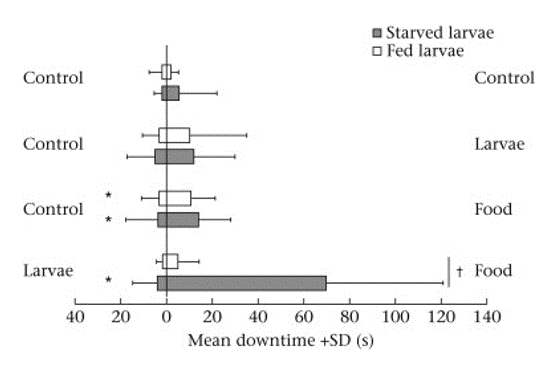 Starved larvae
Fed larvae
Control Control
Control Larvae
*
Control Food
*
Larvae * † Food
40 20 0 20 40 60 80 100 120 140
Mean downtime +SD (s)